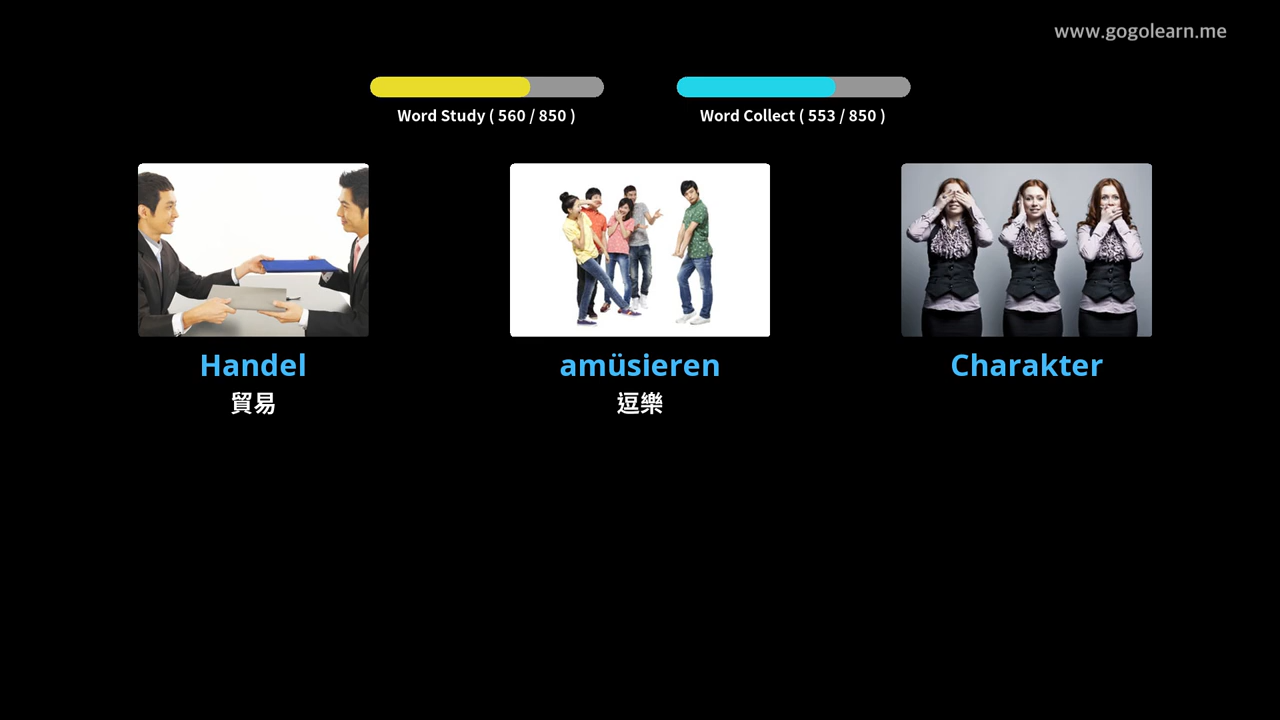 www.gogolearn.me
Word Study ( 560 / 850 )
Word Collect ( 553 / 850 )
Handel
貿易
amüsieren
逗樂
Charakter